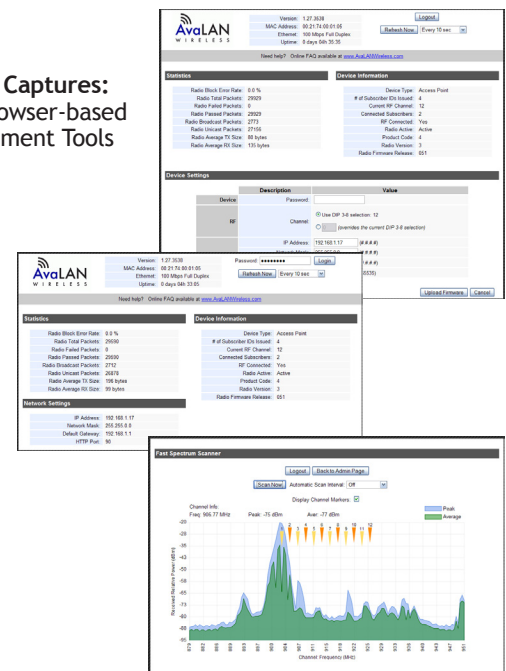 Captures:
owser-based
ment Tools
AvaLAN
WIRELESS
Version: 1.27.3638
MAC Address: 00.21.74.00.01.05
Ethernet: 100 Mbps Full Duplex
Uptime: 0 days 04h 35:35
Logout
Refresh Now Every 10 sec
Need help? Online FAQ available at www.AvaLANWireless.com
Statistics
Radio Block Error Rate: 0.0 %
Radio Total Packets: 29929
Radio Failed Packets: 0
Radio Passed Packets: 29929
Radio Broadcast Packets: 2773
Radio Unicast Packets: 27156
Radio Average TX Size: 80 bytes
Radio Average RX Size: 135 bytes
Device Information
Device Type: Access Point
# of Subscriber IDs Issued: 4
Current RF Channel: 12
Connected Subscribers: 2
RF Connected: Yes
Radio Active: Active
Product Code: 4
Radio Version: 3
Radio Firmware Release: 051
Device Settings
Description Value
Device Password:
RF Channel: Use DIP 3-8 selection: 12
(overrides the current DIP 3-8 selection)
IP Address: 192.168.1.17 (#.#.#.#)
(#.#.#.#)
(#.#.#.#)
Upload Firmware Cancel
AvaLAN
WIRELESS
Version: 1.27.3538
MAC Address: 00.21.74.00.01.05
Ethernet: 100 Mbps Full Duplex
Uptime: 0 days 04h 33:05
Password: Login
Refresh Now Every 10 sec
Need help? Online FAQ available at www.AvaLANWireless.com
Statistics
Radio Block Error Rate: 0.0 %
Radio Total Packets: 29590
Radio Failed Packets: 0
Radio Passed Packets: 29590
Radio Broadcast Packets: 2712
Radio Unicast Packets: 26878
Radio Average TX Size: 196 bytes
Radio Average RX Size: 99 bytes
Device Information
Device Type: Access Point
# of Subscriber IDs Issued: 4
Current RF Channel: 12
Connected Subscribers: 2
RF Connected: Yes
Radio Active: Active
Product Code: 4
Radio Version: 3
Radio Firmware Release: 051
Network Settings
IP Address: 192.168.1.17
Network Mask: 255.255.0.0
Default Gateway: 192.168.1.1
HTTP Port: 90
Fast Spectrum Scanner
Logout Back to Admin Page
Scan Now Automatic Scan Interval: Off
Display Channel Markers:
Channel Info:
Freq: 906.77 MHz Peak: -75 dBm Aver: -77 dBm
Peak
Average
Received Relative Power (dBm)
Channel Frequency (MHz)